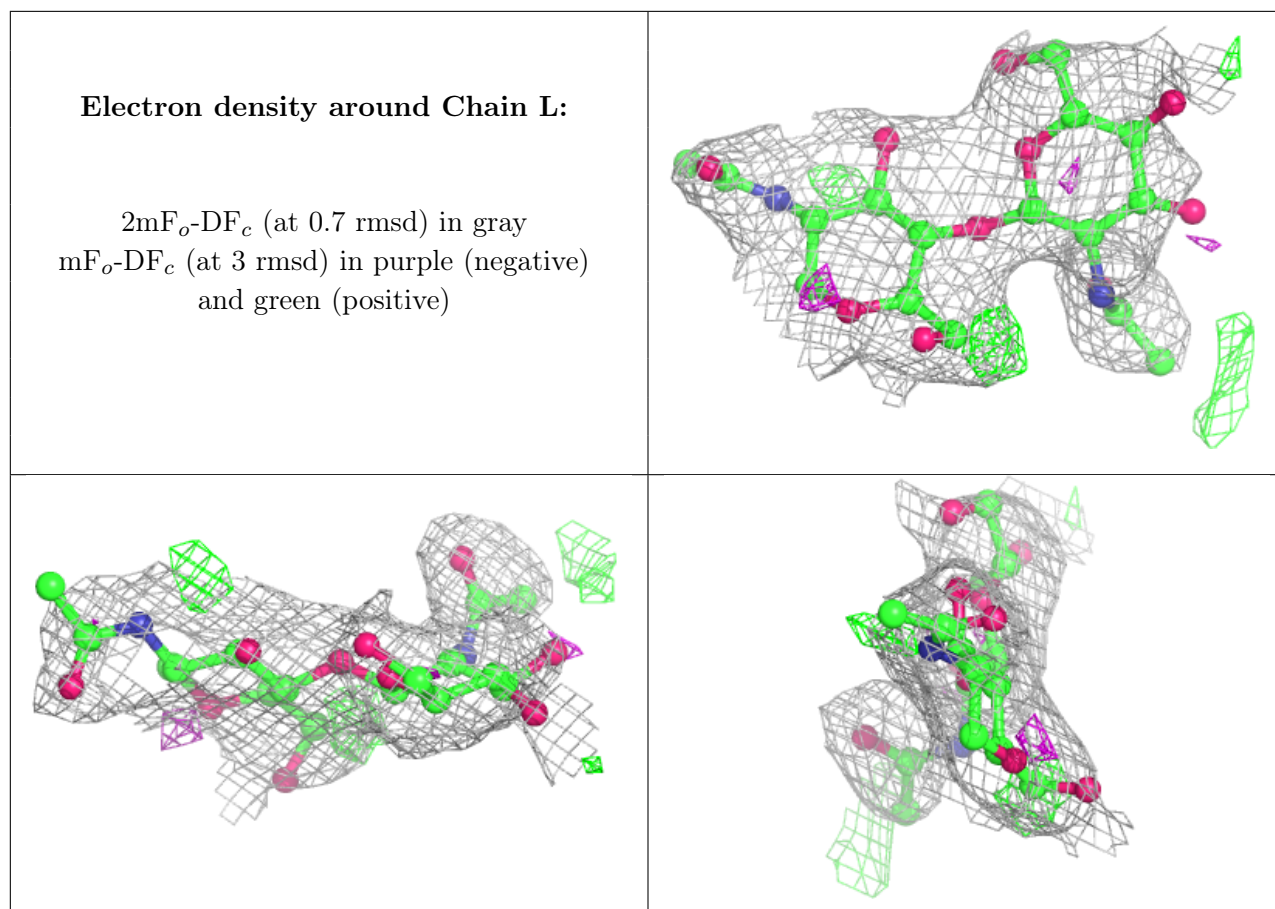 Electron density around Chain L:
2mFo-DFc (at 0.7 rmsd) in gray
mFo-DFc (at 3 rmsd) in purple (negative)
and green (positive)